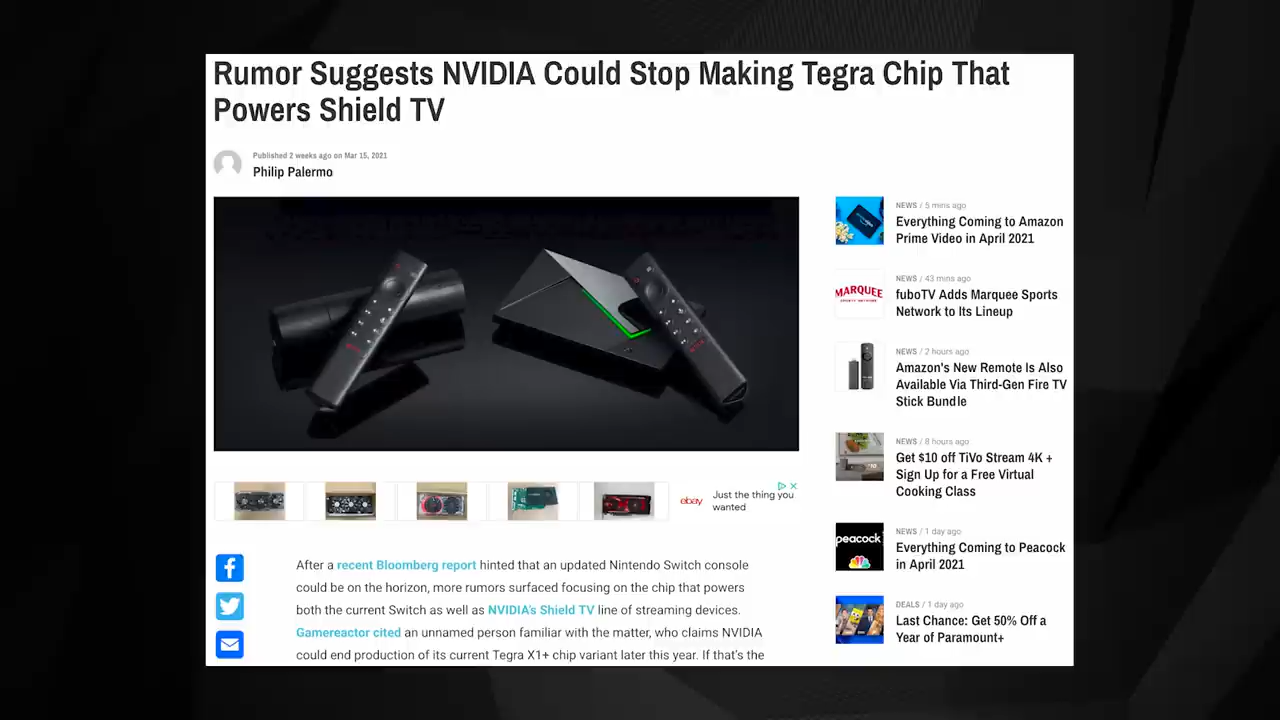 Rumor Suggests NVIDIA Could Stop Making Tegra Chip That
Powers Shield TV
Published 2 weeks ago on Mar 15, 2021
Philip Palermo
ebay
Just the thing you
wanted
After a recent Bloomberg report hinted that an updated Nintendo Switch console
could be on the horizon, more rumors surfaced focusing on the chip that powers
both the current Switch as well as NVIDIA's Shield TV line of streaming devices.
Gamereactor cited an unnamed person familiar with the matter, who claims NVIDIA
could end production of its current Tegra X1+ chip variant later this year. If that's the
NEWS / 5 mins ago
Everything Coming to Amazon
Prime Video in April 2021
MARQUEE
NEWS / 43 mins ago
fuboTV Adds Marquee Sports
Network to Its Lineup
NEWS / 2 hours ago
Amazon's New Remote Is Also
Available Via Third-Gen Fire TV
Stick Bundle
NEWS / 8 hours ago
Get $10 off TiVo Stream 4K +
Sign Up for a Free Virtual
Cooking Class
peacock
NEWS / 1 day ago
Everything Coming to Peacock
in April 2021
DEALS / 1 day ago
Last Chance: Get 50% Off a
Year of Paramount+